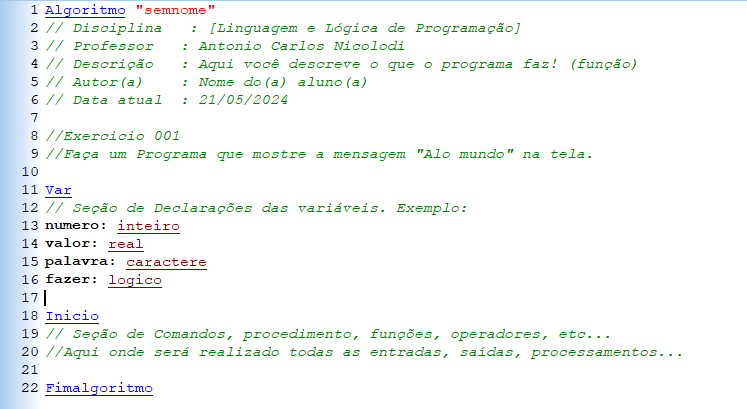 1 Algoritmo "semnome"
2 // Disciplina   : [Linguagem e Lógica de Programação]
3 // Professor   : Antonio Carlos Nicolodi
4 // Descrição   : Aqui você descreve o que o programa faz! (função)
5 // Autor(a)    : Nome do(a) aluno(a)
6 // Data atual  : 21/05/2024
7
8 //Exercicio 001
9 //Faça um Programa que mostre a mensagem "Alo mundo" na tela.
10
11 Var
12 // Seção de Declarações das variáveis. Exemplo:
13 numero: inteiro
14 valor: real
15 palavra: caractere
16 fazer: logico
17
18 Inicio
19 // Seção de Comandos, procedimento, funções, operadores, etc...
20 //Aqui onde será realizado todas as entradas, saídas, processamentos...
21
22 Fimalgoritmo